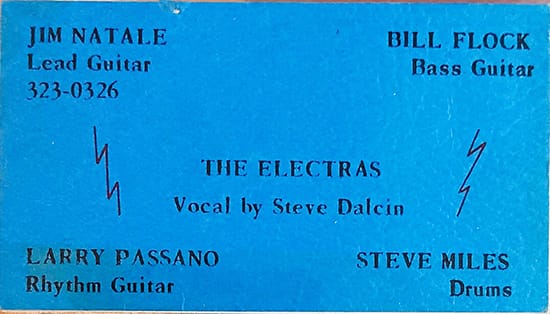 JIM NATALE
Lead Guitar
323-0326
BILL FLOCK
Bass Guitar
THE ELECTRAS
Vocal by Steve Dalcin
LARRY PASSANO
Rhythm Guitar
STEVE MILES
Drums